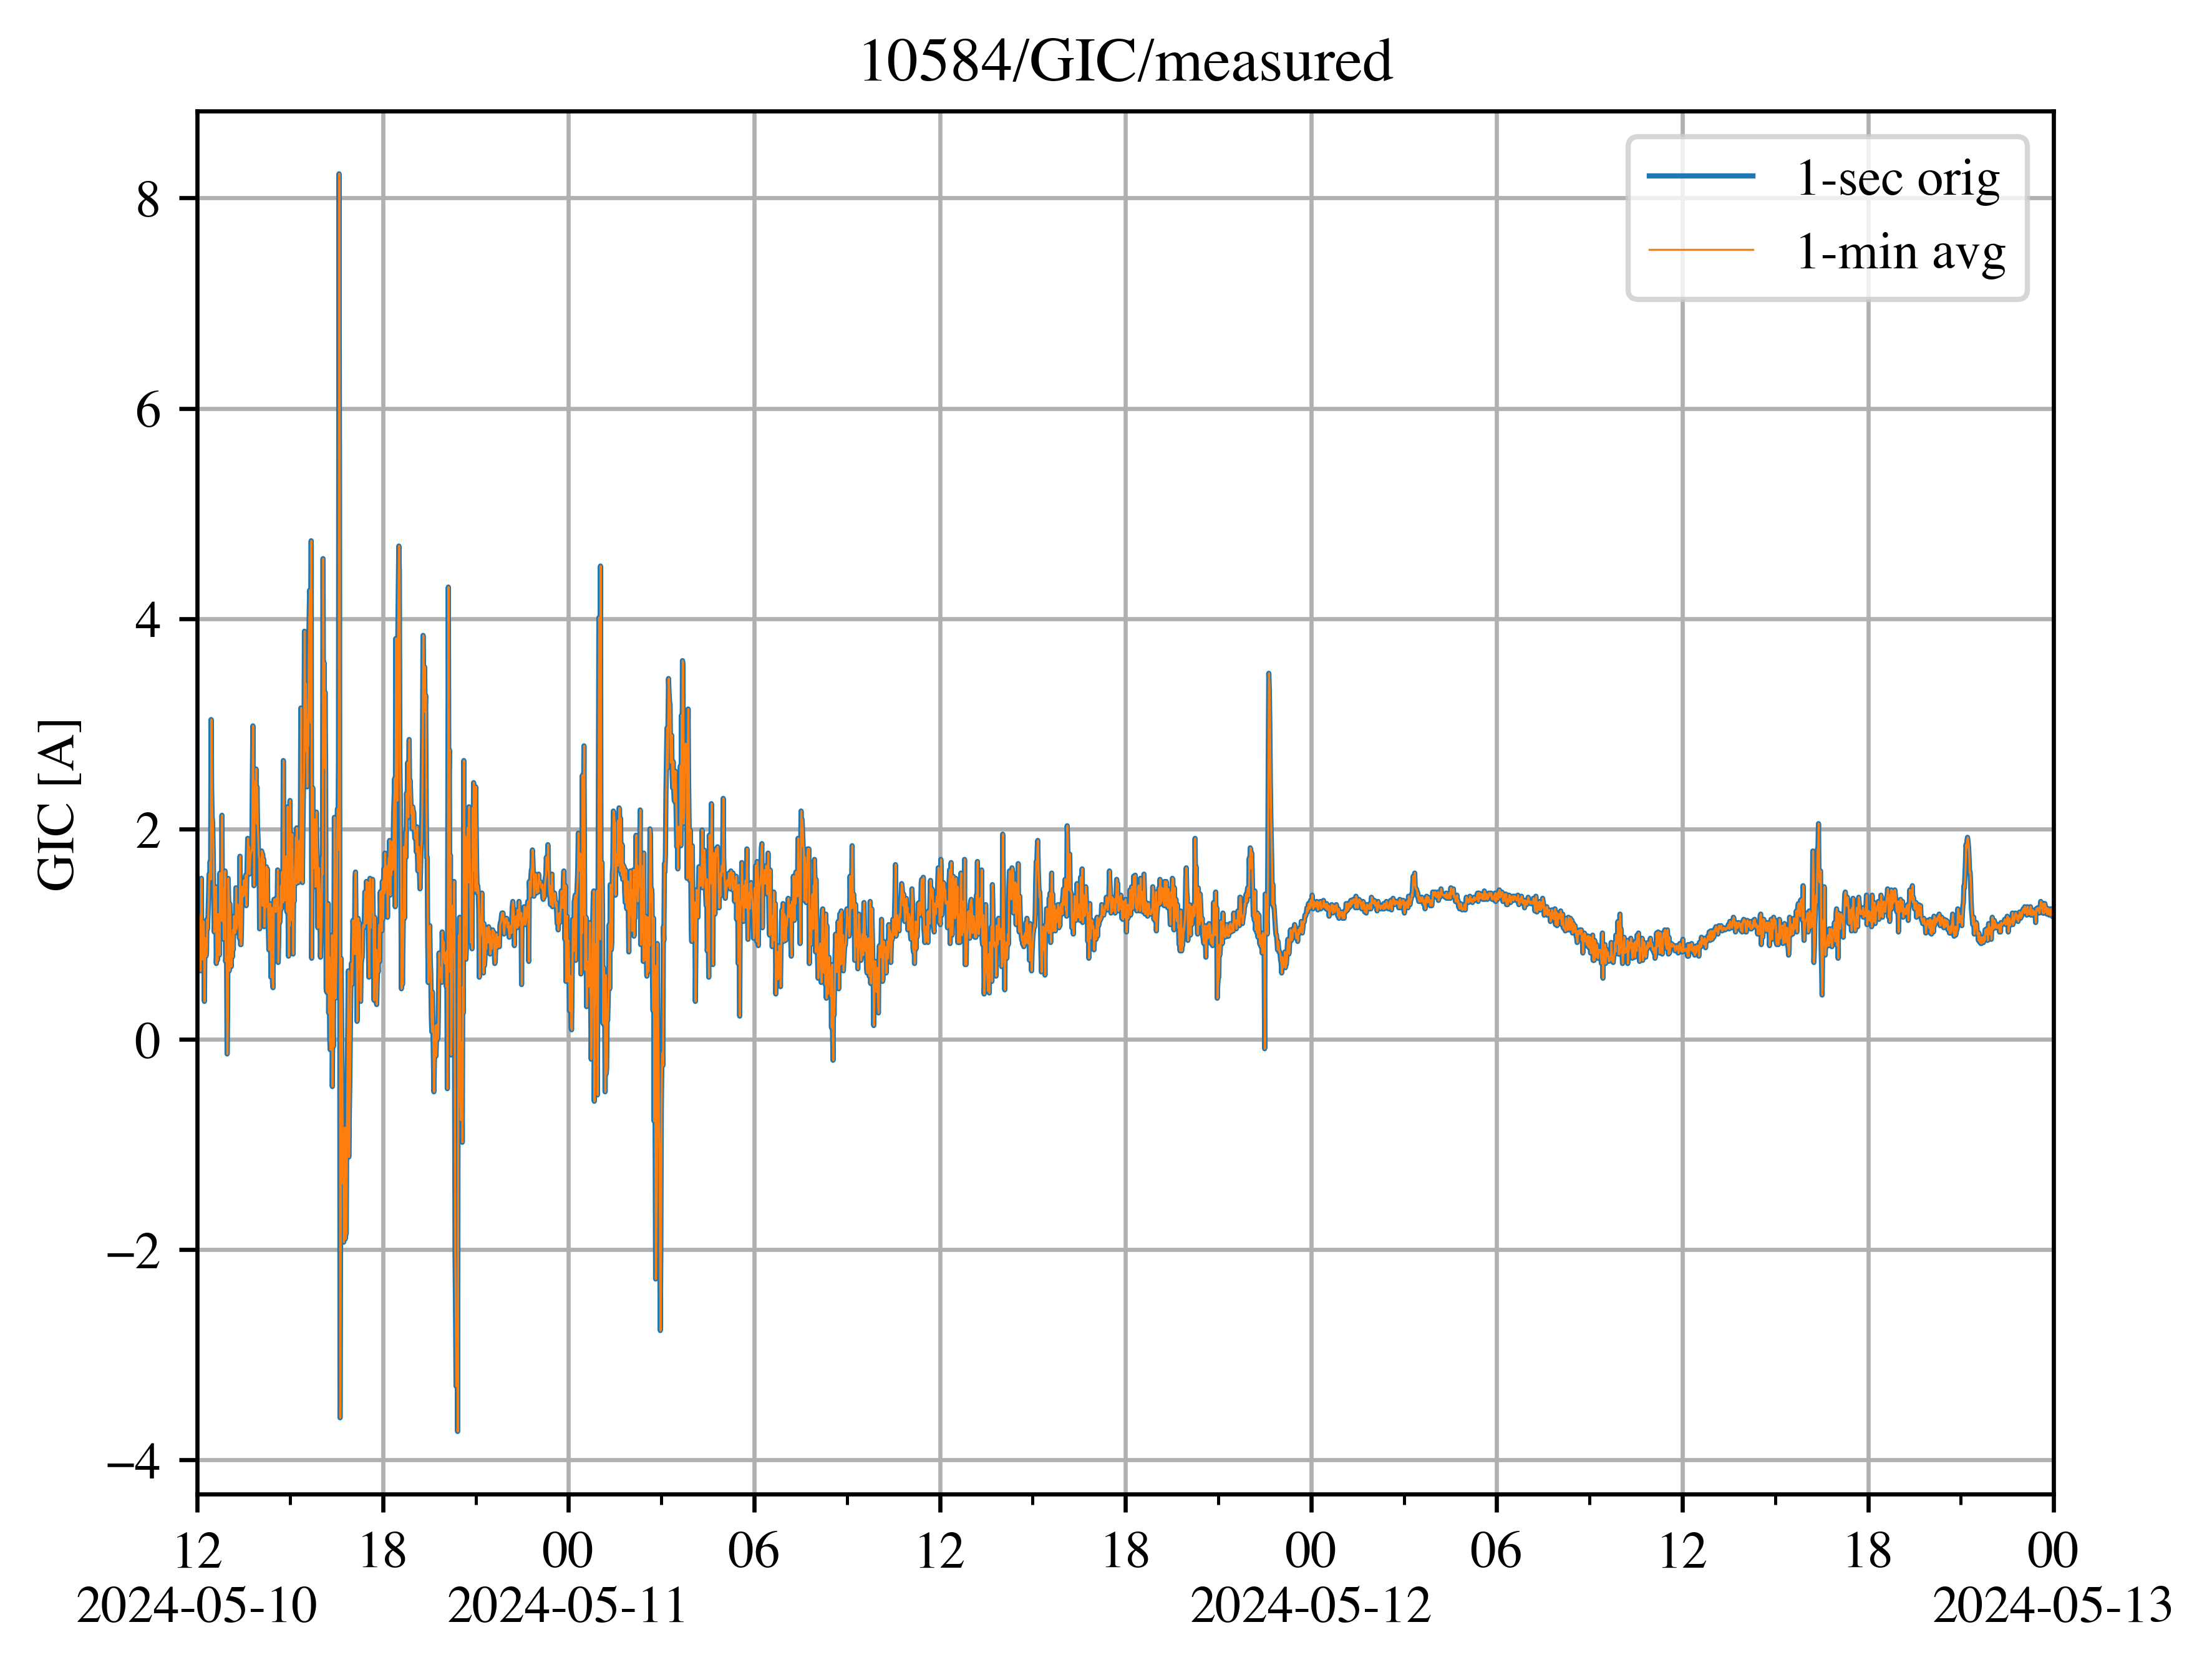 10584/GIC/measured
1-sec orig
1-min avg
GIC [A]
8
6
4
2
0
−2
−4
12 18 00 06 12 18 00 06 12 18 00
2024-05-10 2024-05-11 2024-05-12 2024-05-13